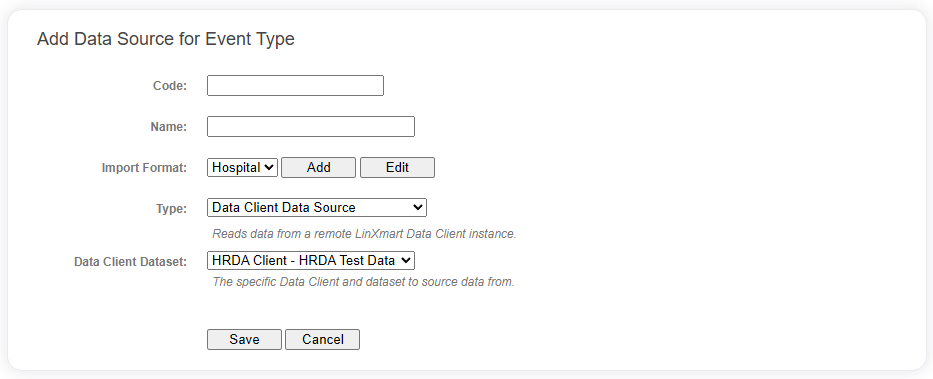 Add Data Source for Event Type
Code:
Name:
Import Format: Hospital Add Edit
Type: Data Client Data Source
Reads data from a remote LinXmart Data Client instance.
Data Client Dataset: HRDA Client - HRDA Test Data
The specific Data Client and dataset to source data from.
Save Cancel